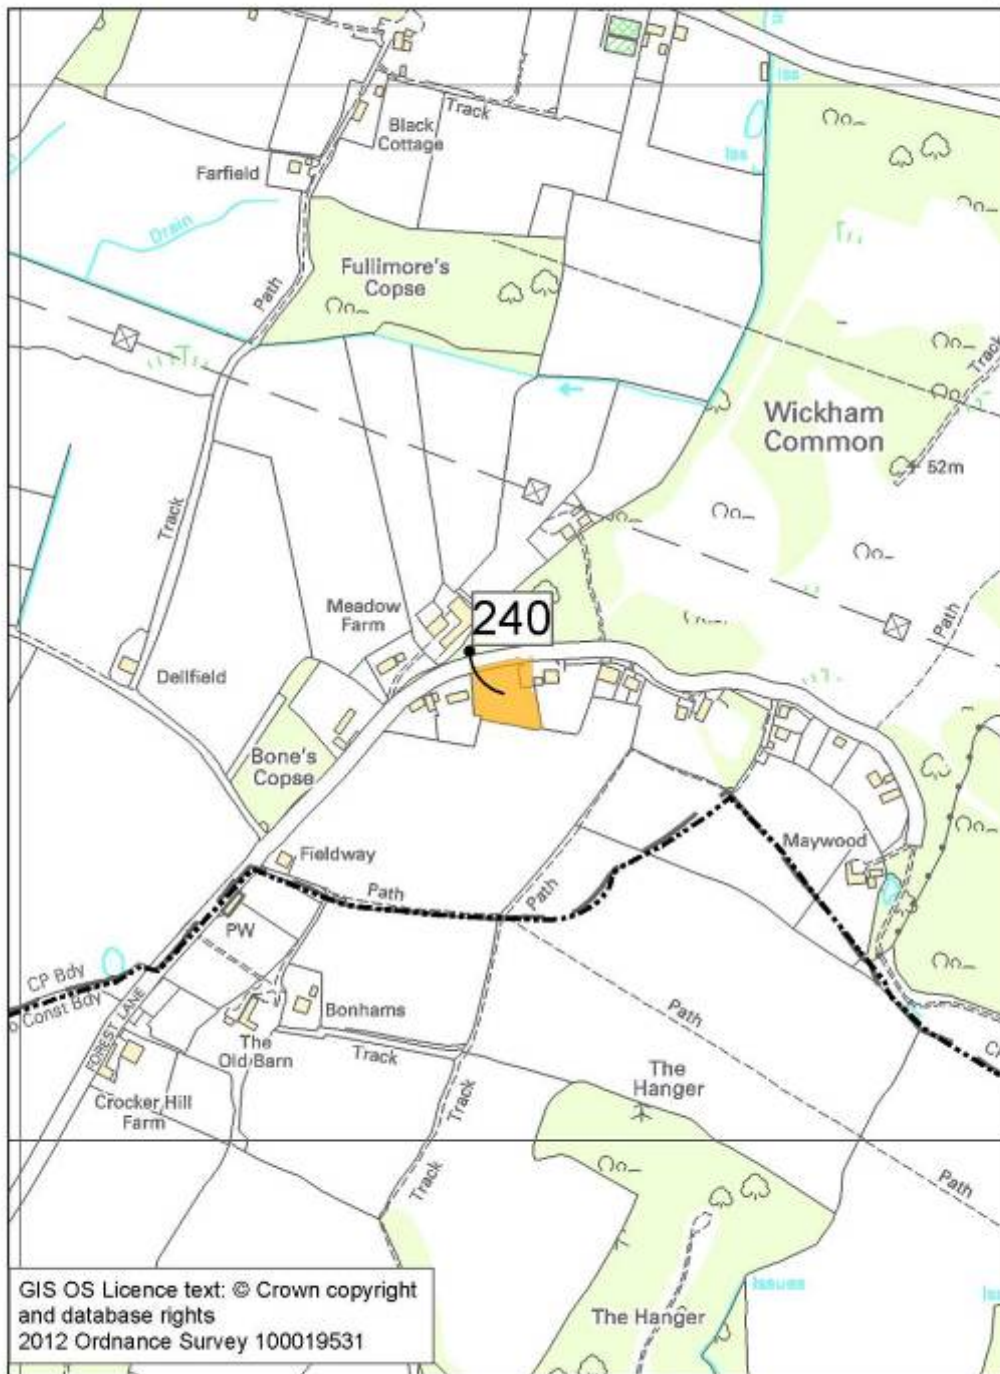 Iss
Track
Black
Cottage
Iss
Farfield
Drain
Fullimore's
Copse
Path
Wickham
Common
Track
52m
Track
Path
Meadow
Farm
240
Dellfield
Bone's
Copse
Maywood
Fieldway
Path
Path
PW
CP Bdy
Const Bdy
FOREST LANE
Bonhams
Path
The
Old Barn
Track
The
Hanger
Crocker Hill
Farm
Track
Track
Path
Issues
The Hanger
GIS OS Licence text: © Crown copyright
and database rights
2012 Ordnance Survey 100019531